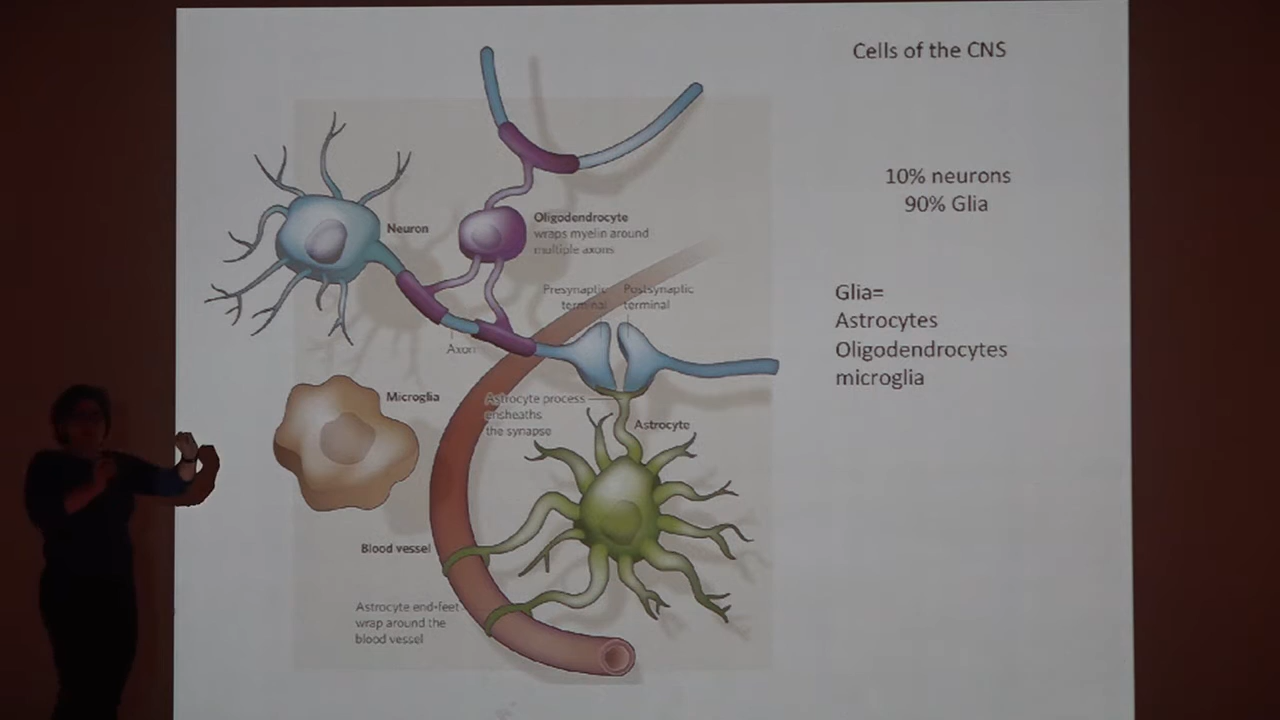 Cells of the CNS
10% neurons
90% Glia
Glia=
Astrocytes
Oligodendrocytes
microglia
Neuron
Oligodendrocyte
wraps myelin around
multiple axons
Presynaptic
terminal
Postsynaptic
terminal
Axon
Microglia
Astrocyte process
ensheaths
the synapse
Astrocyte
Blood vessel
Astrocyte end-feet
wrap around the
blood vessel